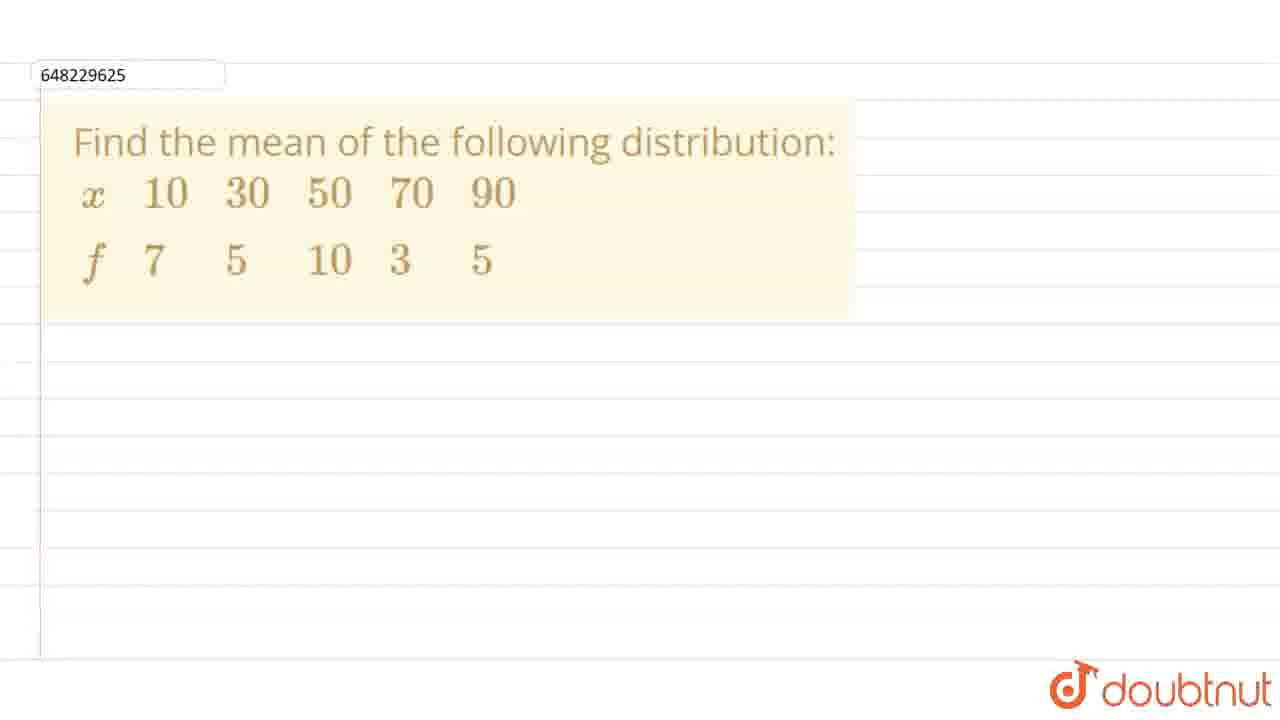 648229625
Find the mean of the following distribution:
x 10 30 50 70 90
f 7 5 10 3 5
doubtnut